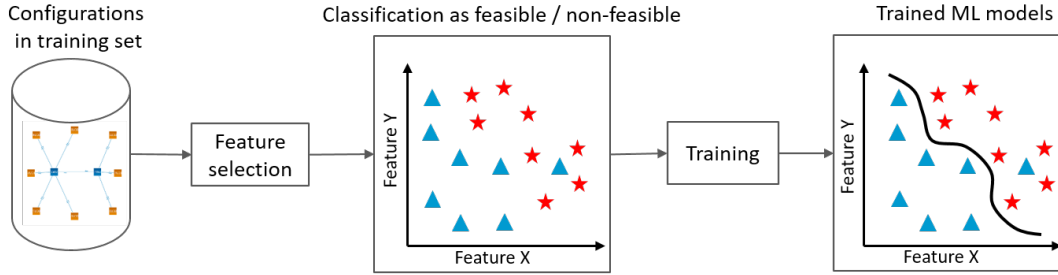 Configurations
in training set
Classification as feasible / non-feasible
Trained ML models
Feature
selection
Feature Y
Feature X
Training
Feature Y
Feature X